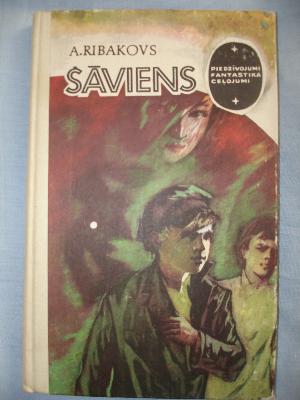 A.RIBAKOVS
ŠĀVIENS
PIEDZĪVOJUMI
FANTASTIKA
CEĻOJUMI